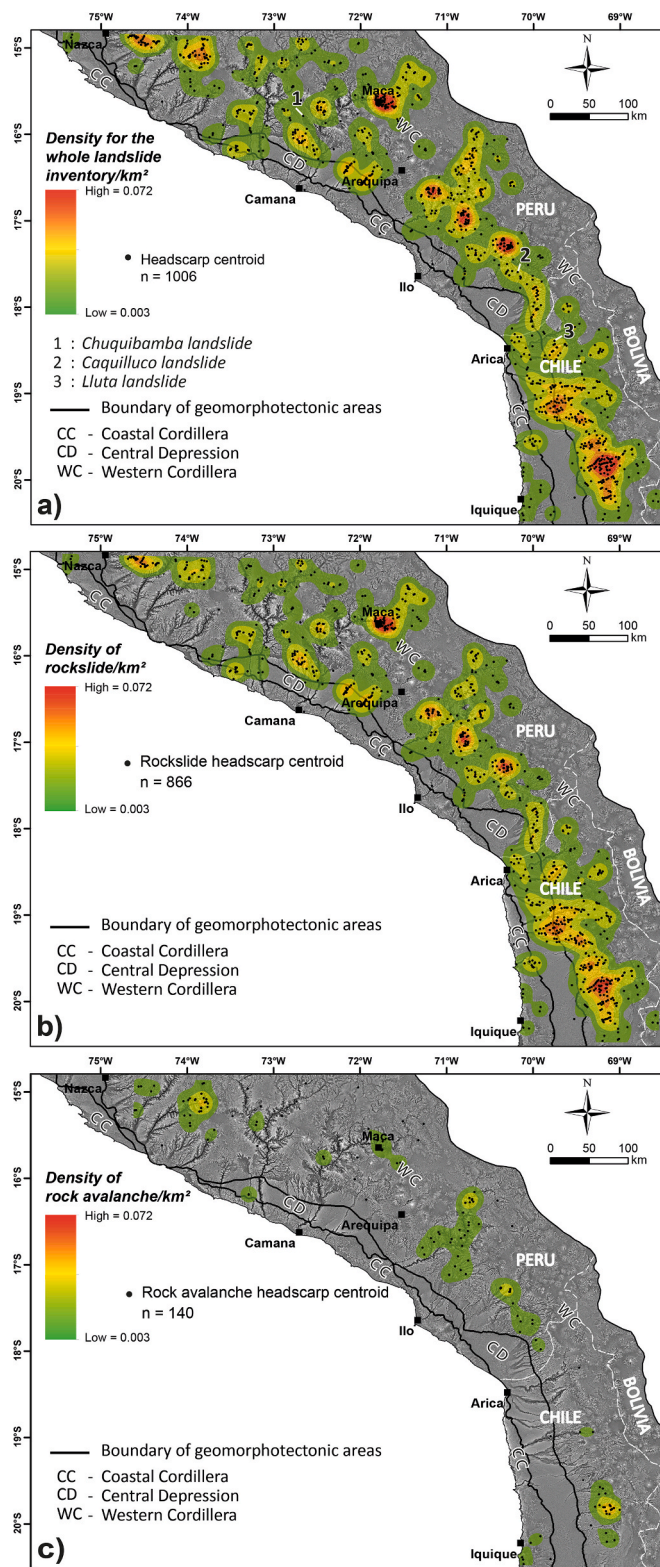 75°W 74°W 73°W 72°W 71°W 70°W 69°W
15°S
16°S
17°S
18°S
19°S
20°S
Nazca
CC
1
Maca
WC
N
0 50 100
km
Density for the
whole landslide
inventory/km²
High = 0.072
Low = 0.003
CD
Arequipa
Camana
PERU
Headscarp centroid
n = 1006
CC
2
WC
Ilo
CD
BOLIVIA
3
1 : Chuquibamba landslide
2 : Caquilluco landslide
3 : Lluta landslide
Arica
CHILE
Boundary of geomorphotectonic areas
CC - Coastal Cordillera
CD - Central Depression
WC - Western Cordillera
CC
Iquique
a)
75°W 74°W 73°W 72°W 71°W 70°W 69°W
15°S
16°S
17°S
18°S
19°S
20°S
Nazca
CC
Maca
WC
N
0 50 100
km
Density of
rockslide/km²
High = 0.072
Low = 0.003
CD
Arequipa
Camana
PERU
Rockslide headscarp centroid
n = 866
CC
WC
Ilo
CD
BOLIVIA
Arica
CHILE
Boundary of geomorphotectonic areas
CC - Coastal Cordillera
CD - Central Depression
WC - Western Cordillera
CC
Iquique
b)
75°W 74°W 73°W 72°W 71°W 70°W 69°W
15°S
16°S
17°S
18°S
19°S
20°S
Nazca
CC
Maca
WC
N
0 50 100
km
Density of
rock avalanche/km²
High = 0.072
Low = 0.003
CD
Arequipa
Camana
PERU
Rock avalanche headscarp centroid
n = 140
CC
WC
Ilo
CD
BOLIVIA
Arica
CHILE
Boundary of geomorphotectonic areas
CC - Coastal Cordillera
CD - Central Depression
WC - Western Cordillera
CC
Iquique
c)